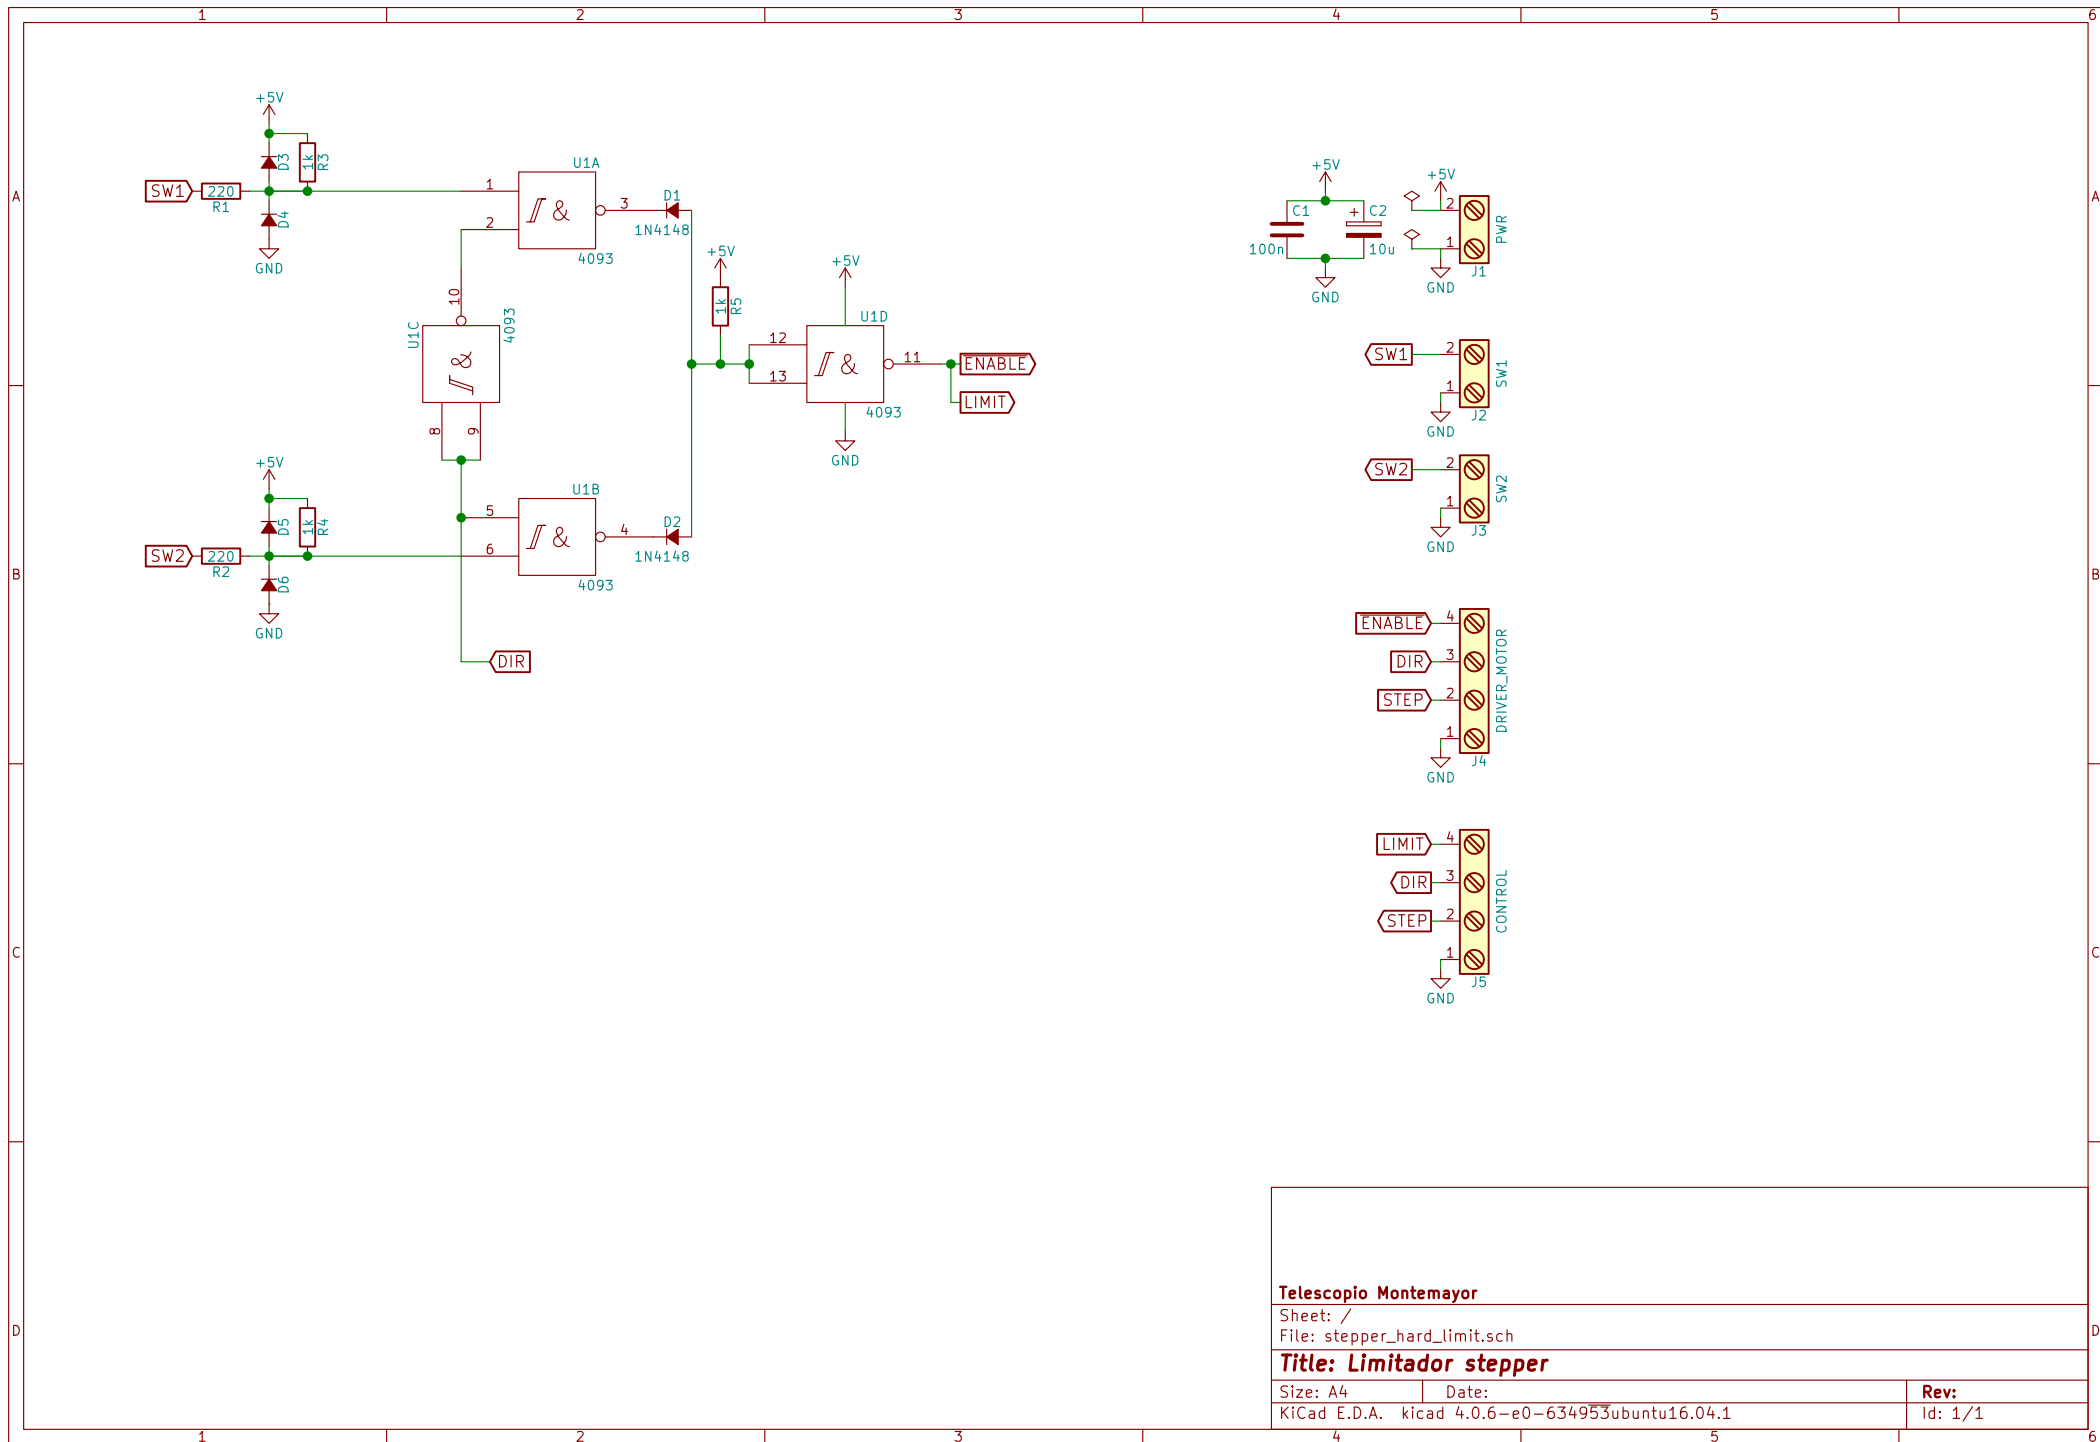 1 2 3 4 5 6
A
A
B
B
C
C
D
D
+5V
D3
1k
R3
SW1
220
R1
D4
GND
U1A
1
2
3
4093
D1
1N4148
10
U1C
4093
8
9
+5V
1k
R5
+5V
U1D
12
13
11
4093
GND
ENABLE
LIMIT
+5V
D5
1k
R4
SW2
220
R2
D6
GND
U1B
5
6
4
4093
D2
1N4148
DIR
+5V
C1
100n
+
C2
10u
GND
+5V
2
1
PWR
J1
GND
SW1
2
1
SW1
J2
GND
SW2
2
1
SW2
J3
GND
ENABLE
4
DIR
3
STEP
2
1
DRIVER_MOTOR
J4
GND
LIMIT
4
DIR
3
STEP
2
1
CONTROL
J5
GND
Telescopio Montemayor
Sheet: /
File: stepper_hard_limit.sch
Title: Limitador stepper
Size: A4 Date: Rev:
KiCad E.D.A. kicad 4.0.6-e0-634953ubuntu16.04.1 Id: 1/1
1 2 3 4 5 6